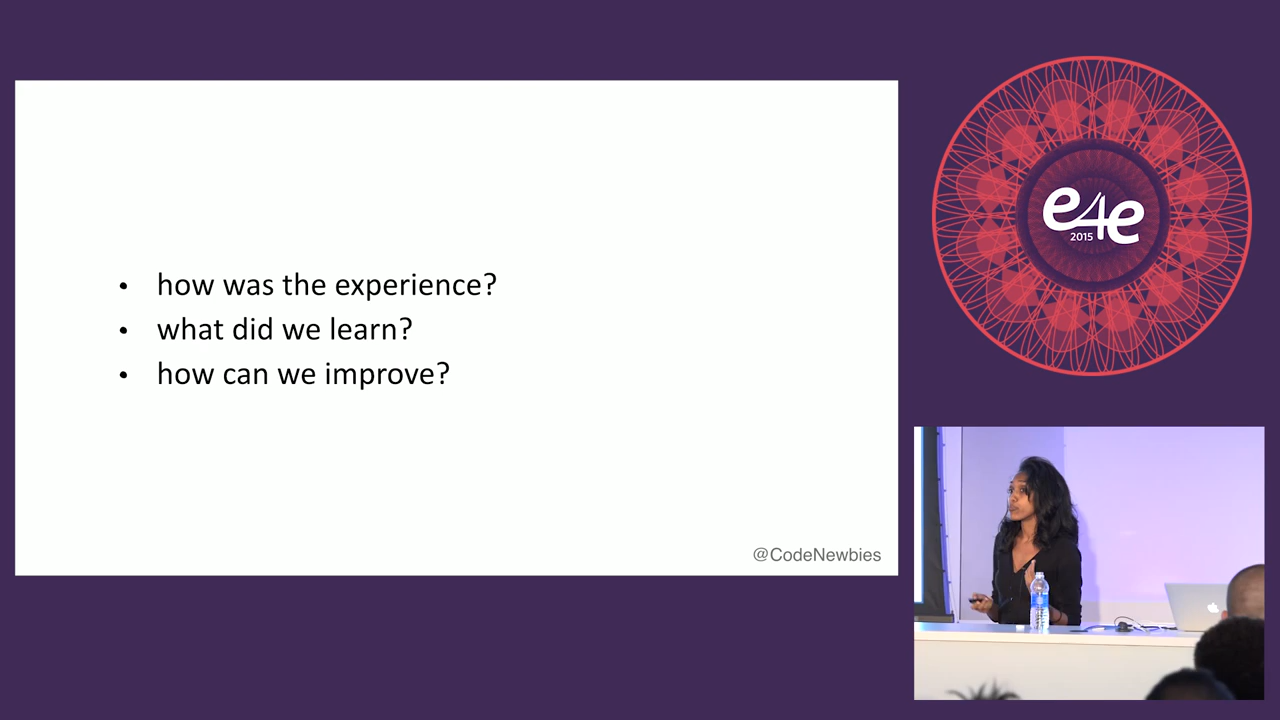 • how was the experience?
• what did we learn?
• how can we improve?
@CodeNewbies
e4e
2015